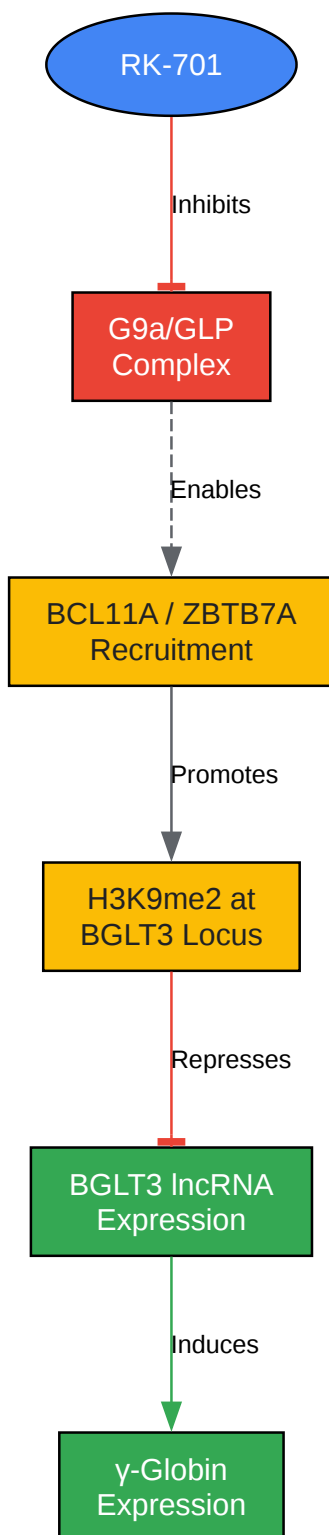 RK-701
Inhibits
G9a/GLP
Complex
Enables
BCL11A / ZBTB7A
Recruitment
Promotes
H3K9me2 at
BGLT3 Locus
Represses
BGLT3 lncRNA
Expression
Induces
γ-Globin
Expression